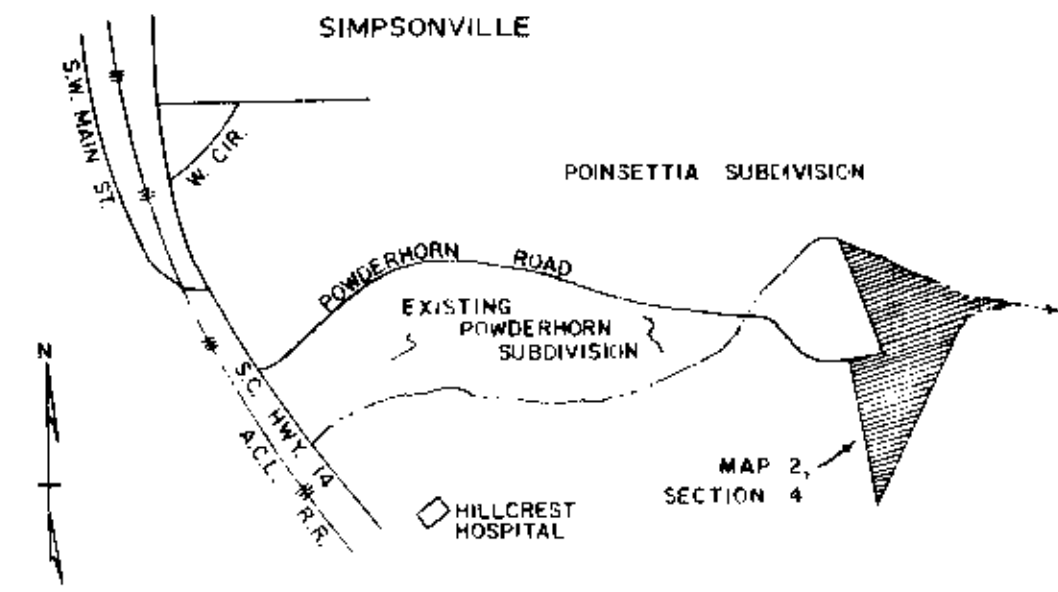 SIMPSONVILLE
S.W. MAIN ST.
W. CIR.
POINSETTIA SUBDIVISION
POWDERHORN ROAD
EXISTING
POWDERHORN
SUBDIVISION
N
S.C. HWY. 14
A.C.L. R.R.
MAP 2,
SECTION 4
HILLCREST
HOSPITAL